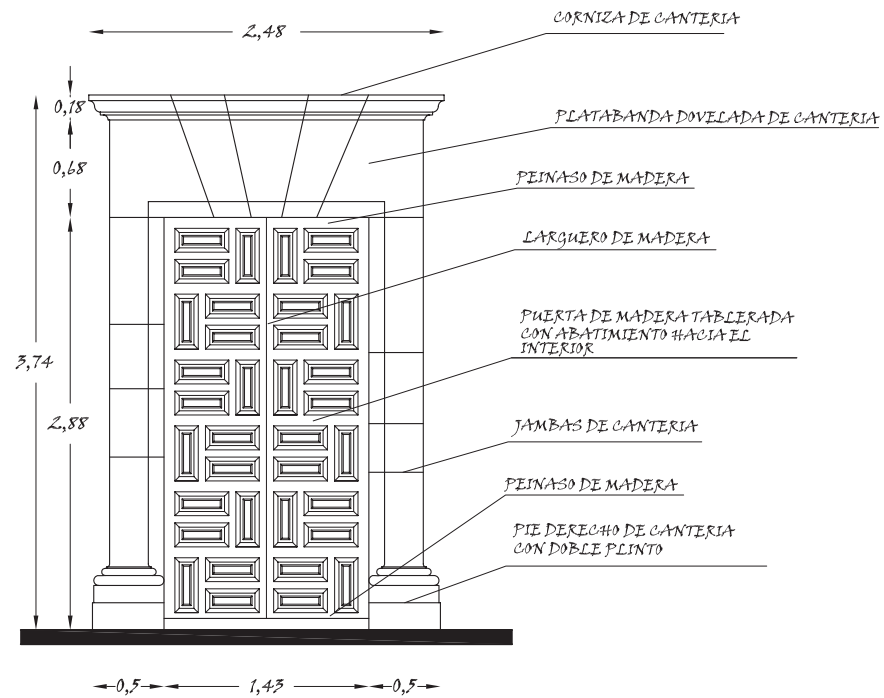 CORNIZA DE CANTERIA
2,48
0,18
PLATABANDA DOVELADA DE CANTERIA
0,68
PEINASO DE MADERA
LARGUERO DE MADERA
PUERTA DE MADERA TABLERADA
CON ABATIMIENTO HACIA EL
INTERIOR
3,74
2,88
JAMBAS DE CANTERIA
PEINASO DE MADERA
PIE DERECHO DE CANTERIA
CON DOBLE PLINTO
0,5
1,43
0,5